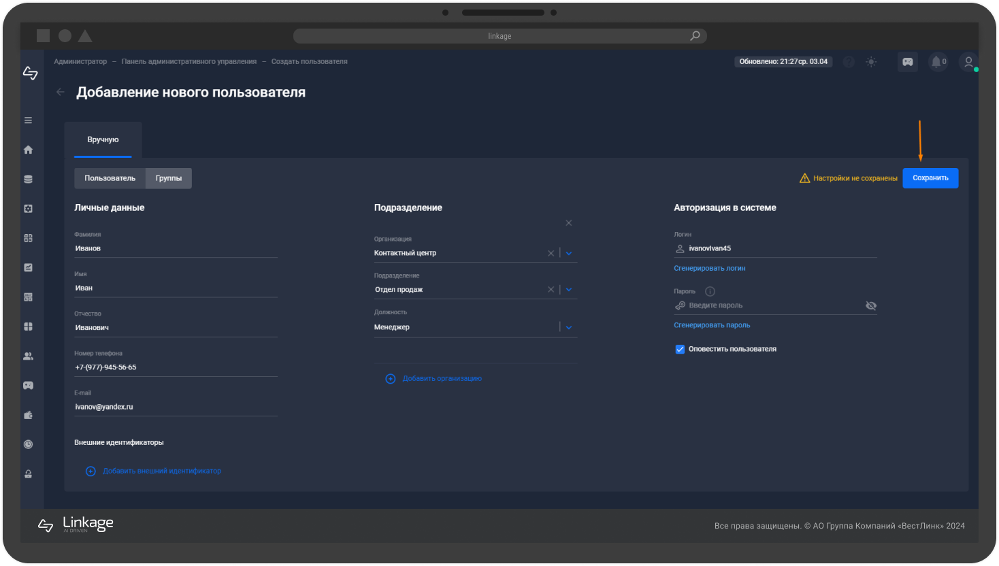 linkage
Администратор – Панель административного управления – Создать пользователя
Обновлено: 21:27 ср. 03.04
0
Добавление нового пользователя
Вручную
Пользователь Группы
Настройки не сохранены Сохранить
Личные данные
Фамилия
Иванов
Имя
Иван
Отчество
Иванович
Номер телефона
+7-(977)-945-56-65
E-mail
ivanov@yandex.ru
Внешние идентификаторы
Добавить внешний идентификатор
Подразделение
Организация
Контактный центр
Подразделение
Отдел продаж
Должность
Менеджер
Добавить организацию
Авторизация в системе
Логин
ivanovIvan45
Сгенерировать логин
Пароль
Введите пароль
Сгенерировать пароль
Оповестить пользователя
Linkage
AI DRIVEN
Все права защищены. © АО Группа Компаний «ВестЛинк» 2024